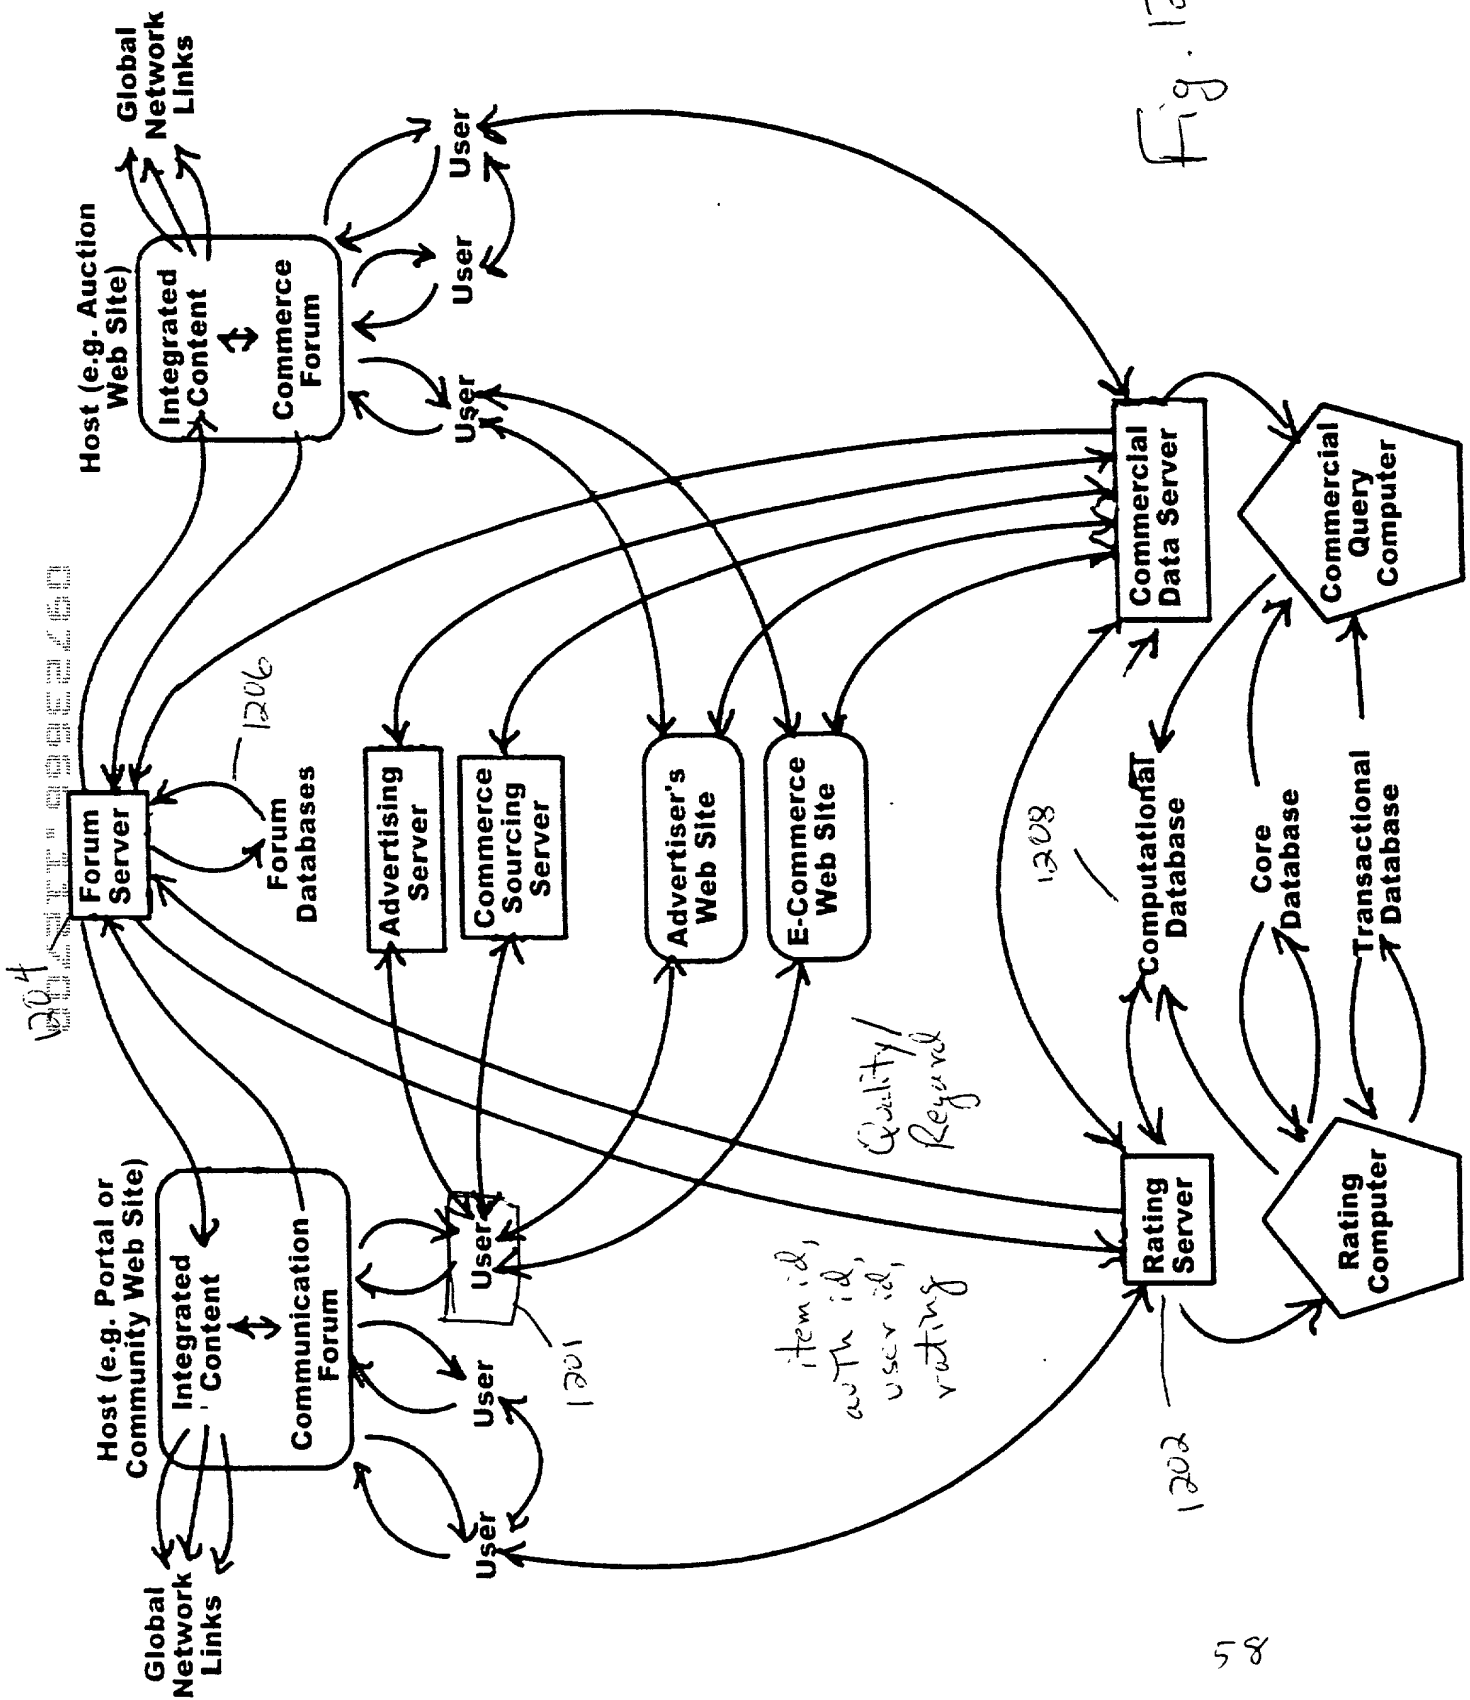 1204
Host (e.g. Portal or
Community Web Site)
Global
Network
Links
Integrated
Content
Communication
Forum
User
User
User
1201
Forum
Server
1206
Forum
Databases
Host (e.g. Auction
Web Site)
Global
Network
Links
Integrated
Content
Commerce
Forum
User
User
User
Advertising
Server
Commerce
Sourcing
Server
Advertiser's
Web Site
E-Commerce
Web Site
item id,
auth id,
user id,
rating
Quality/
Regard
1202
Rating
Server
Rating
Computer
1208
Computational
Database
Core
Database
Transactional
Database
Commercial
Data Server
Commercial
Query
Computer
58
Fig. 12